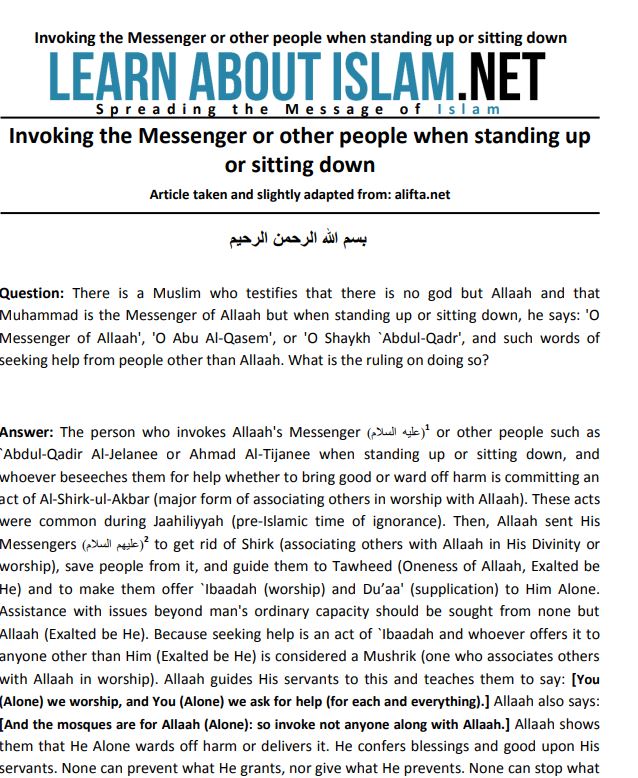 Invoking the Messenger or other people when standing up or sitting down
LEARN ABOUT ISLAM.NET
Spreading the Message of Islam
Invoking the Messenger or other people when standing up
or sitting down
Article taken and slightly adapted from: alifta.net
بسم الله الرحمن الرحيم
Question: There is a Muslim who testifies that there is no god but Allaah and that
Muhammad is the Messenger of Allaah but when standing up or sitting down, he says: 'O
Messenger of Allaah', 'O Abu Al-Qasem', or 'O Shaykh `Abdul-Qadr', and such words of
seeking help from people other than Allaah. What is the ruling on doing so?
Answer: The person who invokes Allaah's Messenger (عليه السلام)1 or other people such as
`Abdul-Qadir Al-Jelanee or Ahmad Al-Tijanee when standing up or sitting down, and
whoever beseeches them for help whether to bring good or ward off harm is committing an
act of Al-Shirk-ul-Akbar (major form of associating others in worship with Allaah). These acts
were common during Jaahiliyyah (pre-Islamic time of ignorance). Then, Allaah sent His
Messengers (عليهم السلام)2 to get rid of Shirk (associating others with Allaah in His Divinity or
worship), save people from it, and guide them to Tawheed (Oneness of Allaah, Exalted be
He) and to make them offer `Ibaadah (worship) and Du’aa' (supplication) to Him Alone.
Assistance with issues beyond man's ordinary capacity should be sought from none but
Allaah (Exalted be He). Because seeking help is an act of `Ibaadah and whoever offers it to
anyone other than Him (Exalted be He) is considered a Mushrik (one who associates others
with Allaah in worship). Allaah guides His servants to this and teaches them to say: [You
(Alone) we worship, and You (Alone) we ask for help (for each and everything).] Allaah also says:
[And the mosques are for Allaah (Alone): so invoke not anyone along with Allaah.] Allaah shows
them that He Alone wards off harm or delivers it. He confers blessings and good upon His
servants. None can prevent what He grants, nor give what He prevents. None can stop what